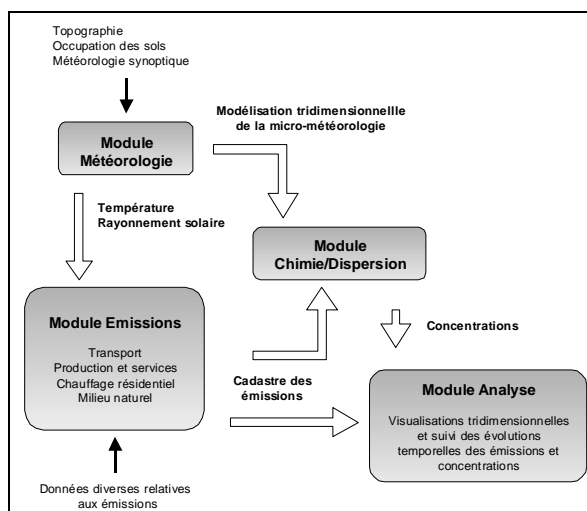 Topographie
Occupation des sols
Météorologie synoptique
Modélisation tridimensionnellle
de la micro-météorologie
Module
Météorologie
Température
Rayonnement solaire
Module
Chimie/Dispersion
Module Emissions
Transport
Production et services
Chauffage résidentiel
Milieu naturel
Concentrations
Cadastre des
émissions
Module Analyse
Visualisations tridimensionnelles
et suivi des évolutions
temporelles des émissions et
concentrations
Données diverses relatives
aux émissions